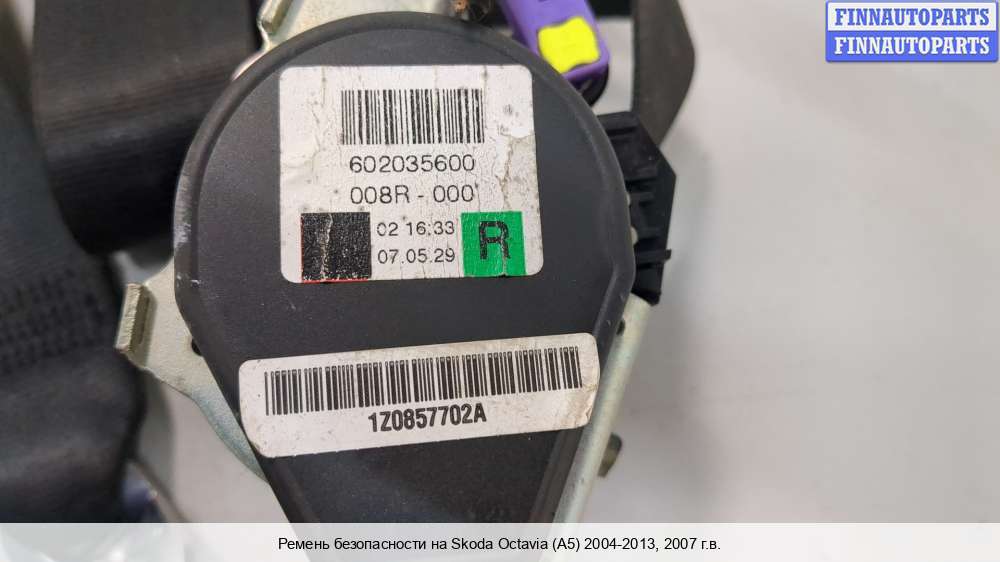 FINNAUTOPARTS
FINNAUTOPARTS
602035600
008R - 000
02 16:33
07.05.29
R
1Z0857702A
Ремень безопасности на Skoda Octavia (A5) 2004-2013, 2007 г.в.